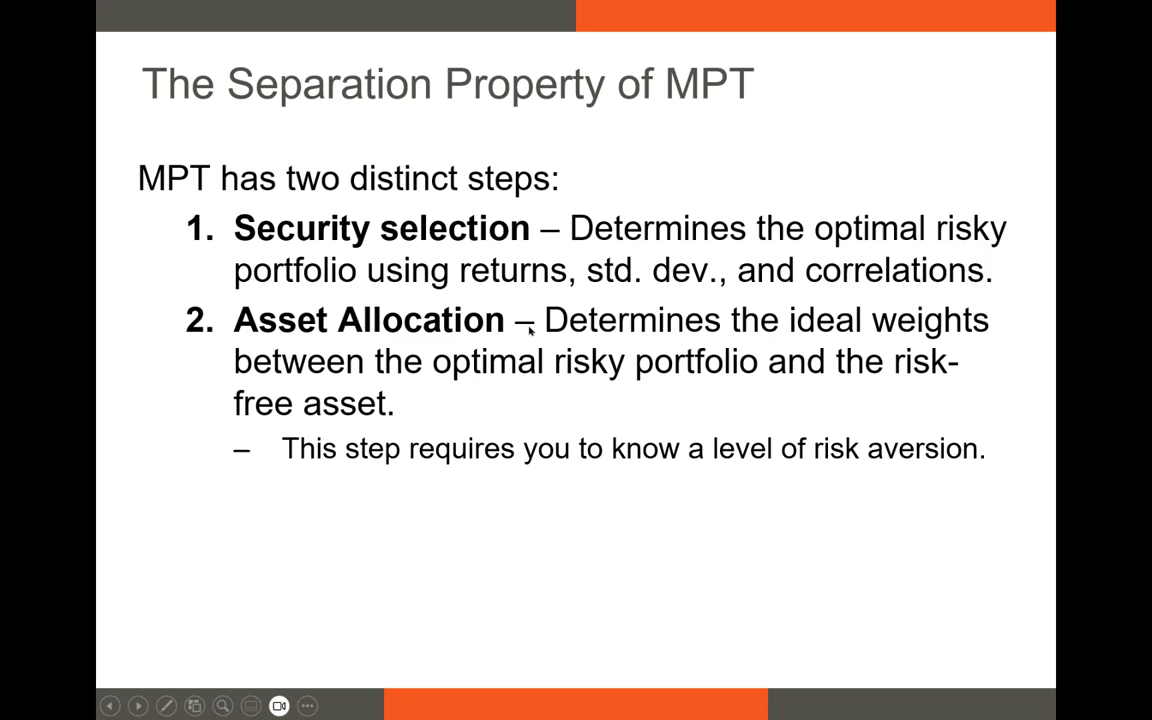 The Separation Property of MPT
MPT has two distinct steps:
1. Security selection – Determines the optimal risky
portfolio using returns, std. dev., and correlations.
2. Asset Allocation – Determines the ideal weights
between the optimal risky portfolio and the risk-
free asset.
– This step requires you to know a level of risk aversion.